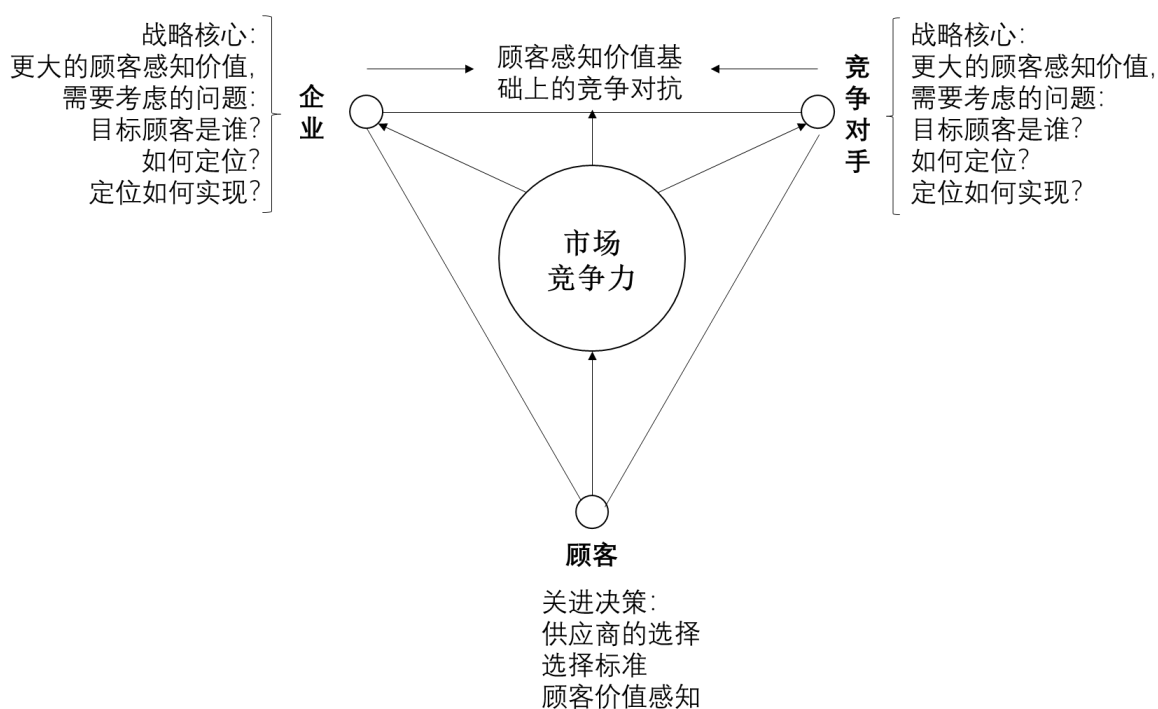 战略核心：
更大的顾客感知价值，
需要考虑的问题：
目标顾客是谁？
如何定位？
定位如何实现？
企
业
顾客感知价值基
础上的竞争对抗
竞
争
对
手
战略核心：
更大的顾客感知价值，
需要考虑的问题：
目标顾客是谁？
如何定位？
定位如何实现？
市场
竞争力
顾客
关进决策：
供应商的选择
选择标准
顾客价值感知